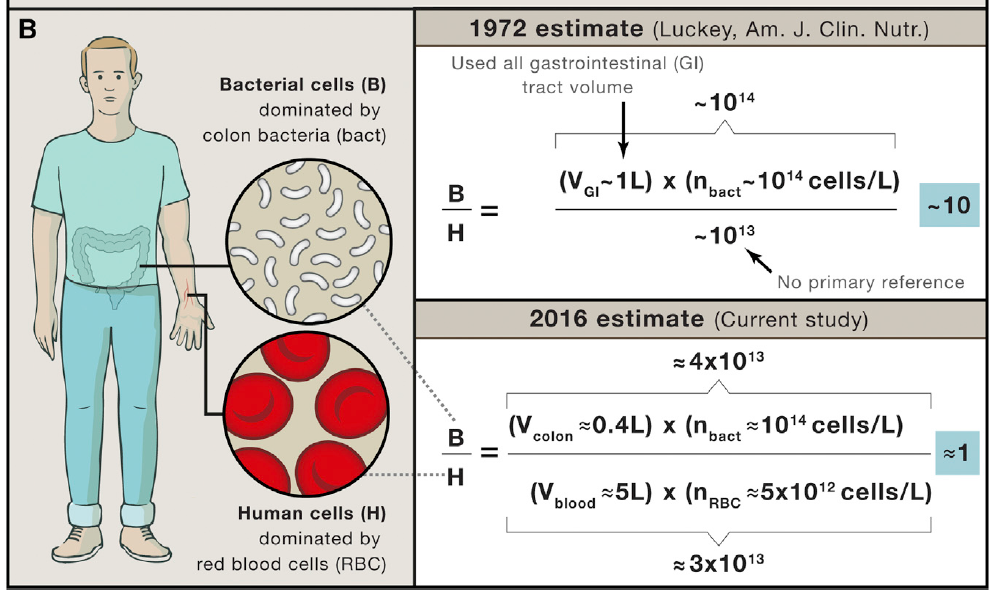 B
Bacterial cells (B)
dominated by
colon bacteria (bact)
Human cells (H)
dominated by
red blood cells (RBC)
1972 estimate (Luckey, Am. J. Clin. Nutr.)
Used all gastrointestinal (GI)
tract volume
~10¹⁴
B
H
=
(V_GI~1L) x (n_bact~10¹⁴ cells/L)
~10¹³
~10
No primary reference
2016 estimate (Current study)
≈4x10¹³
B
H
=
(V_colon ≈0.4L) x (n_bact ≈10¹⁴ cells/L)
(V_blood ≈5L) x (n_RBC ≈5x10¹² cells/L)
≈1
≈3x10¹³